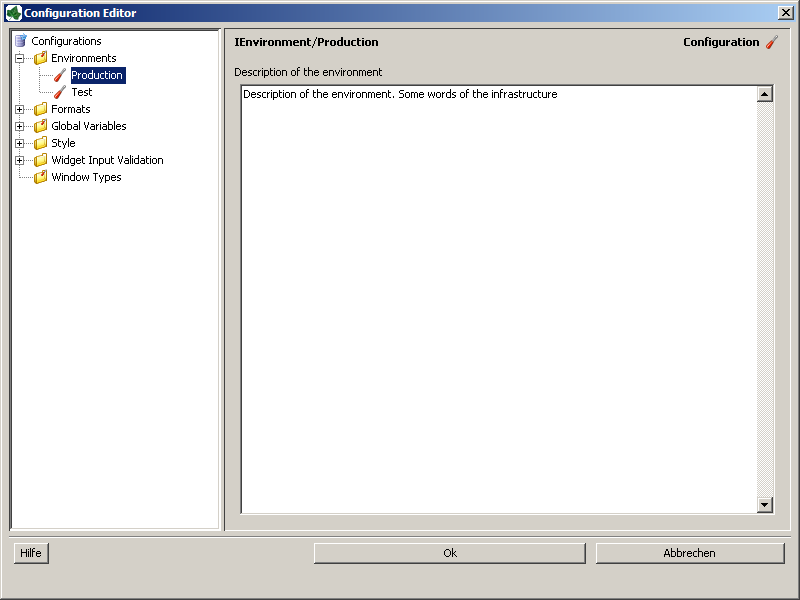 Configuration Editor
Configurations
Environments
Production
Test
Formats
Global Variables
Style
Widget Input Validation
Window Types
IEnvironment/Production
Configuration
Description of the environment
Description of the environment. Some words of the infrastructure
Hilfe
Ok
Abbrechen